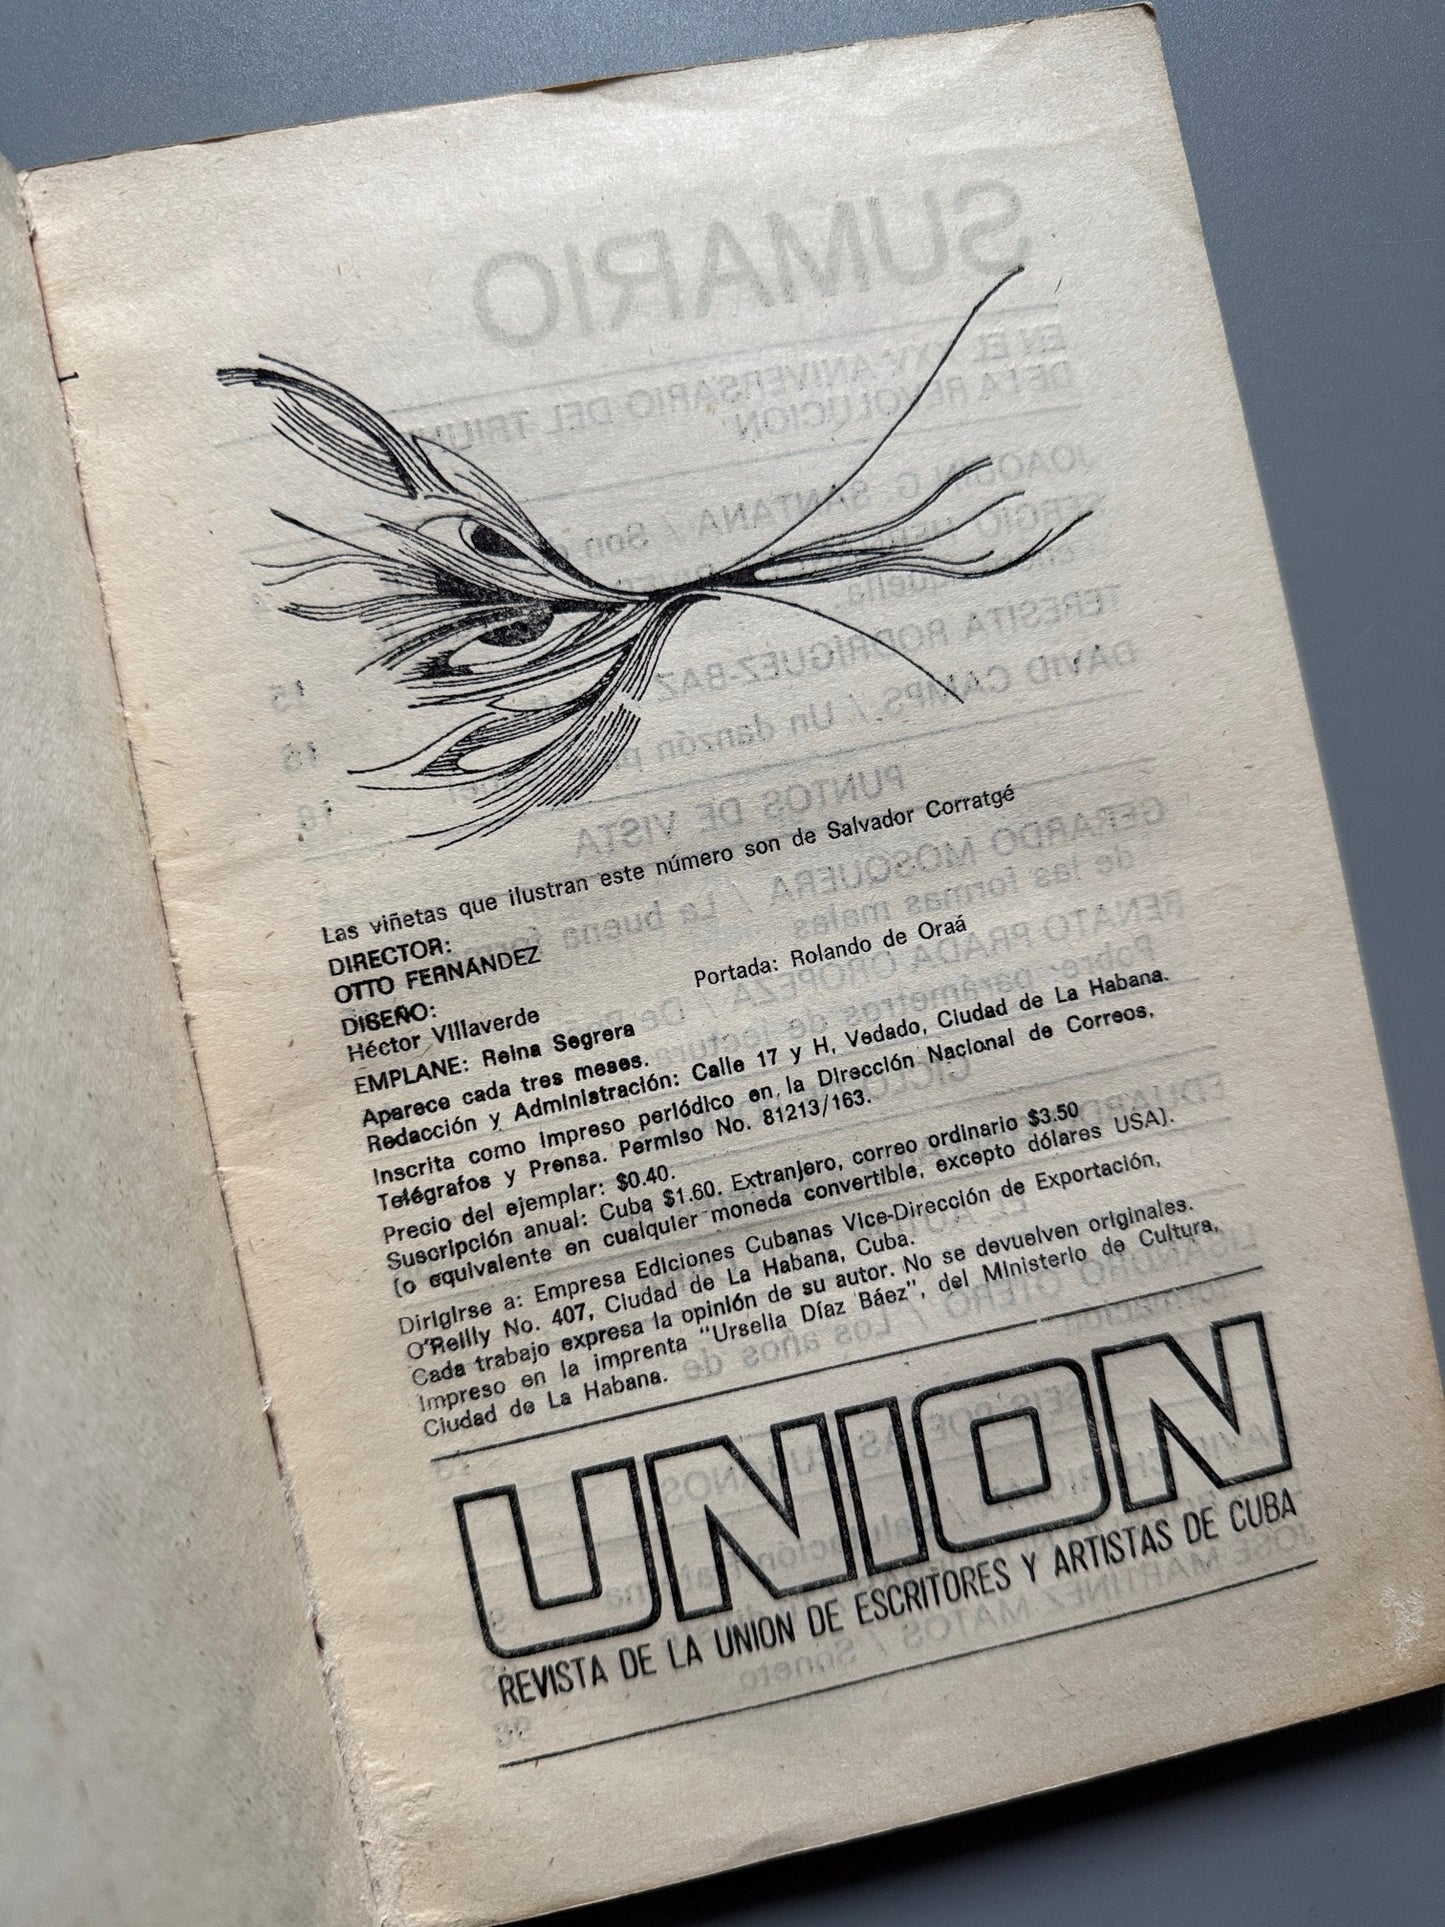 Las viñetas que ilustran este número son de Salvador Corratgé
DIRECTOR:
OTTO FERNANDEZ
DISEÑO:
Héctor Villaverde
Portada: Rolando de Oraá
EMPLANE: Reina Segrera
Aparece cada tres meses.
Redacción y Administración: Calle 17 y H, Vedado, Ciudad de La Habana.
Inscrita como impreso periódico en la Dirección Nacional de Correos,
Telégrafos y Prensa. Permiso No. 81213/163.
Precio del ejemplar: $0.40.
Suscripción anual: Cuba $1.60. Extranjero, correo ordinario $3.50
(o equivalente en cualquier moneda convertible, excepto dólares USA).
Dirigirse a: Empresa Ediciones Cubanas Vice-Dirección de Exportación,
O'Reilly No. 407, Ciudad de La Habana, Cuba.
Cada trabajo expresa la opinión de su autor. No se devuelven originales.
Impreso en la imprenta "Urselia Díaz Báez", del Ministerio de Cultura,
Ciudad de La Habana.
UNION
REVISTA DE LA UNION DE ESCRITORES Y ARTISTAS DE CUBA